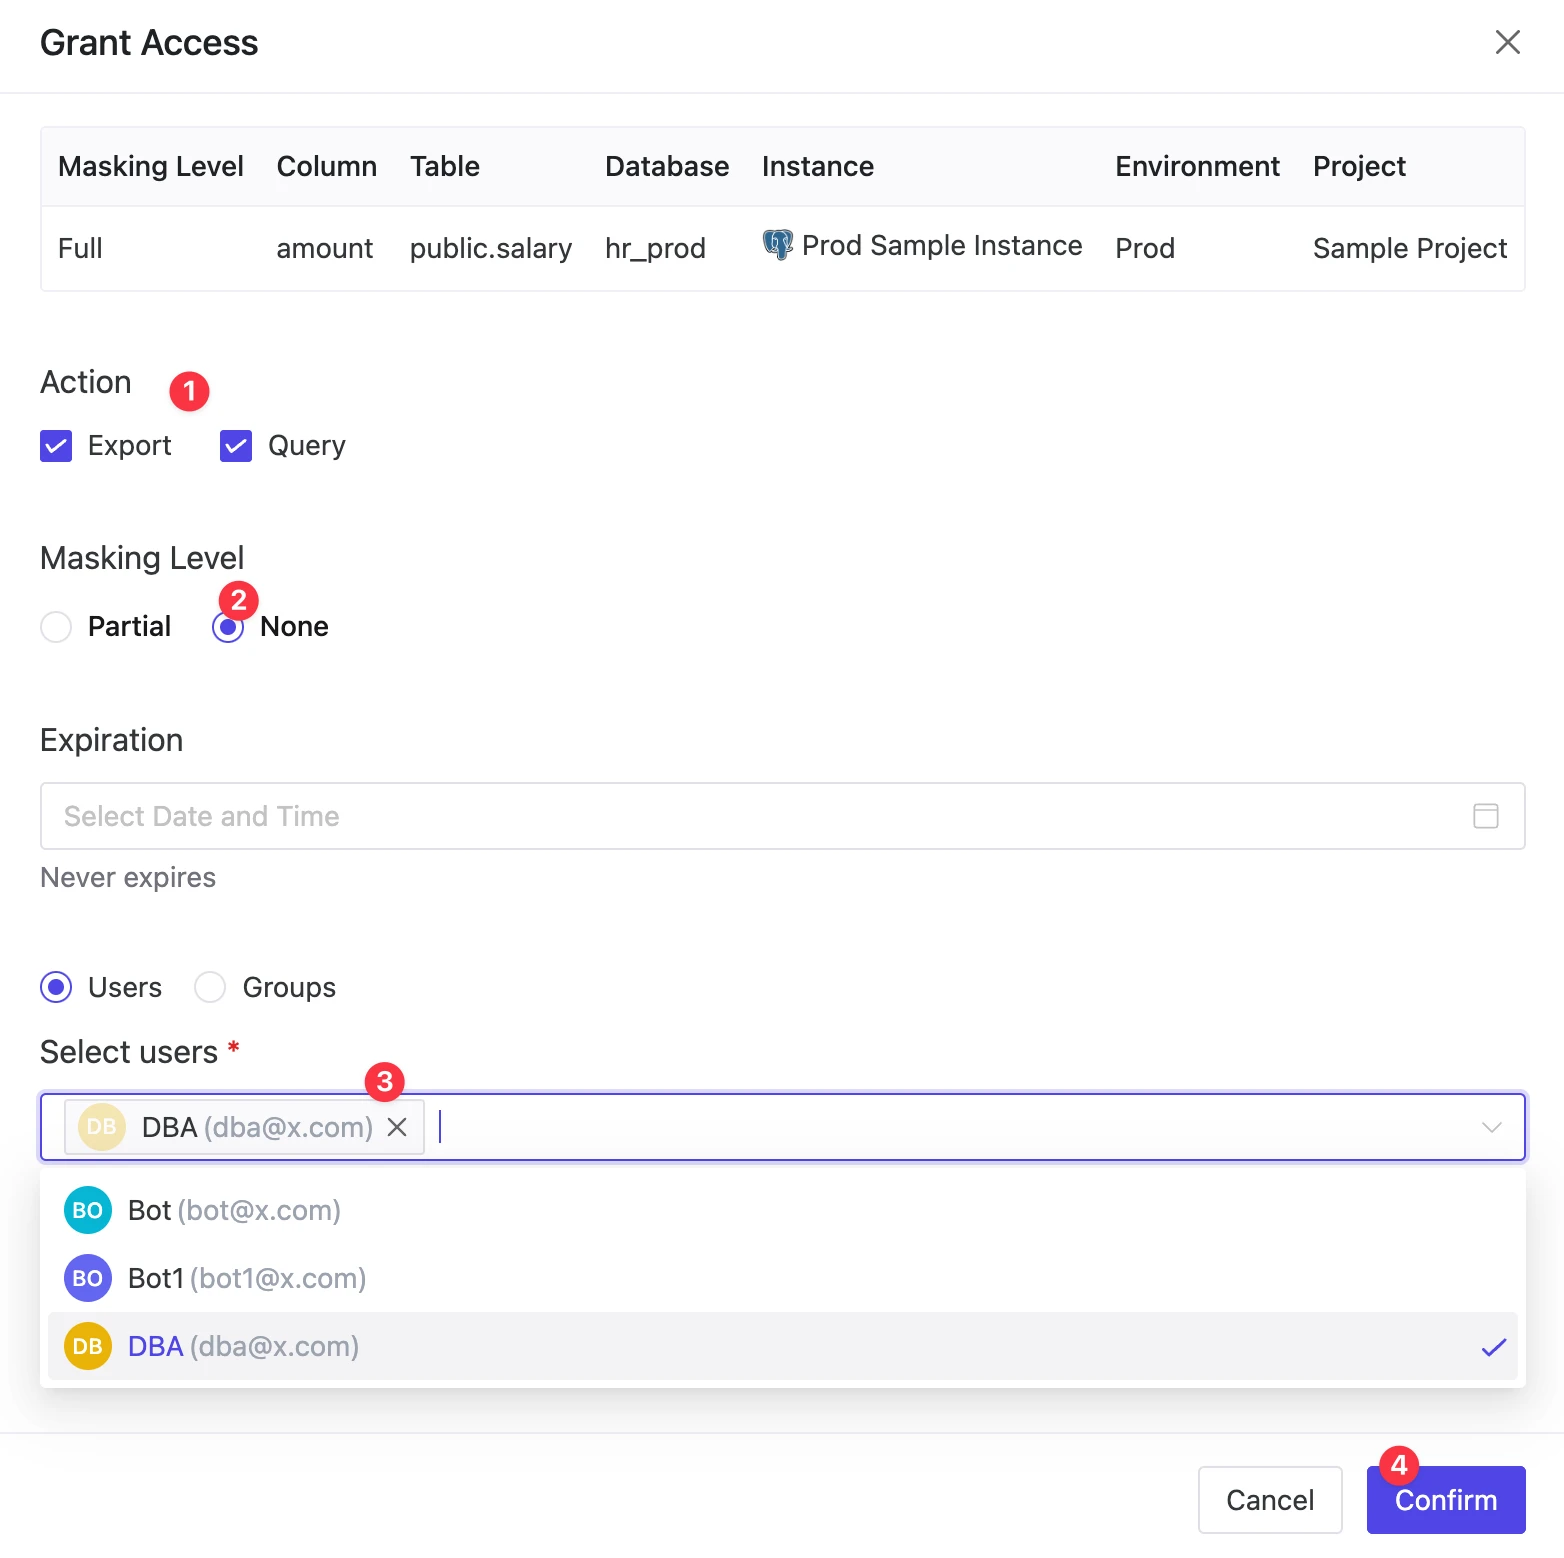 Grant Access
Masking Level Column Table Database Instance Environment Project
Full amount public.salary hr_prod Prod Sample Instance Prod Sample Project
Action 1
Export Query
Masking Level
2
Partial None
Expiration
Select Date and Time
Never expires
Users Groups
Select users *
3
DB DBA (dba@x.com)
BO Bot (bot@x.com)
BO Bot1 (bot1@x.com)
DB DBA (dba@x.com)
4
Cancel Confirm